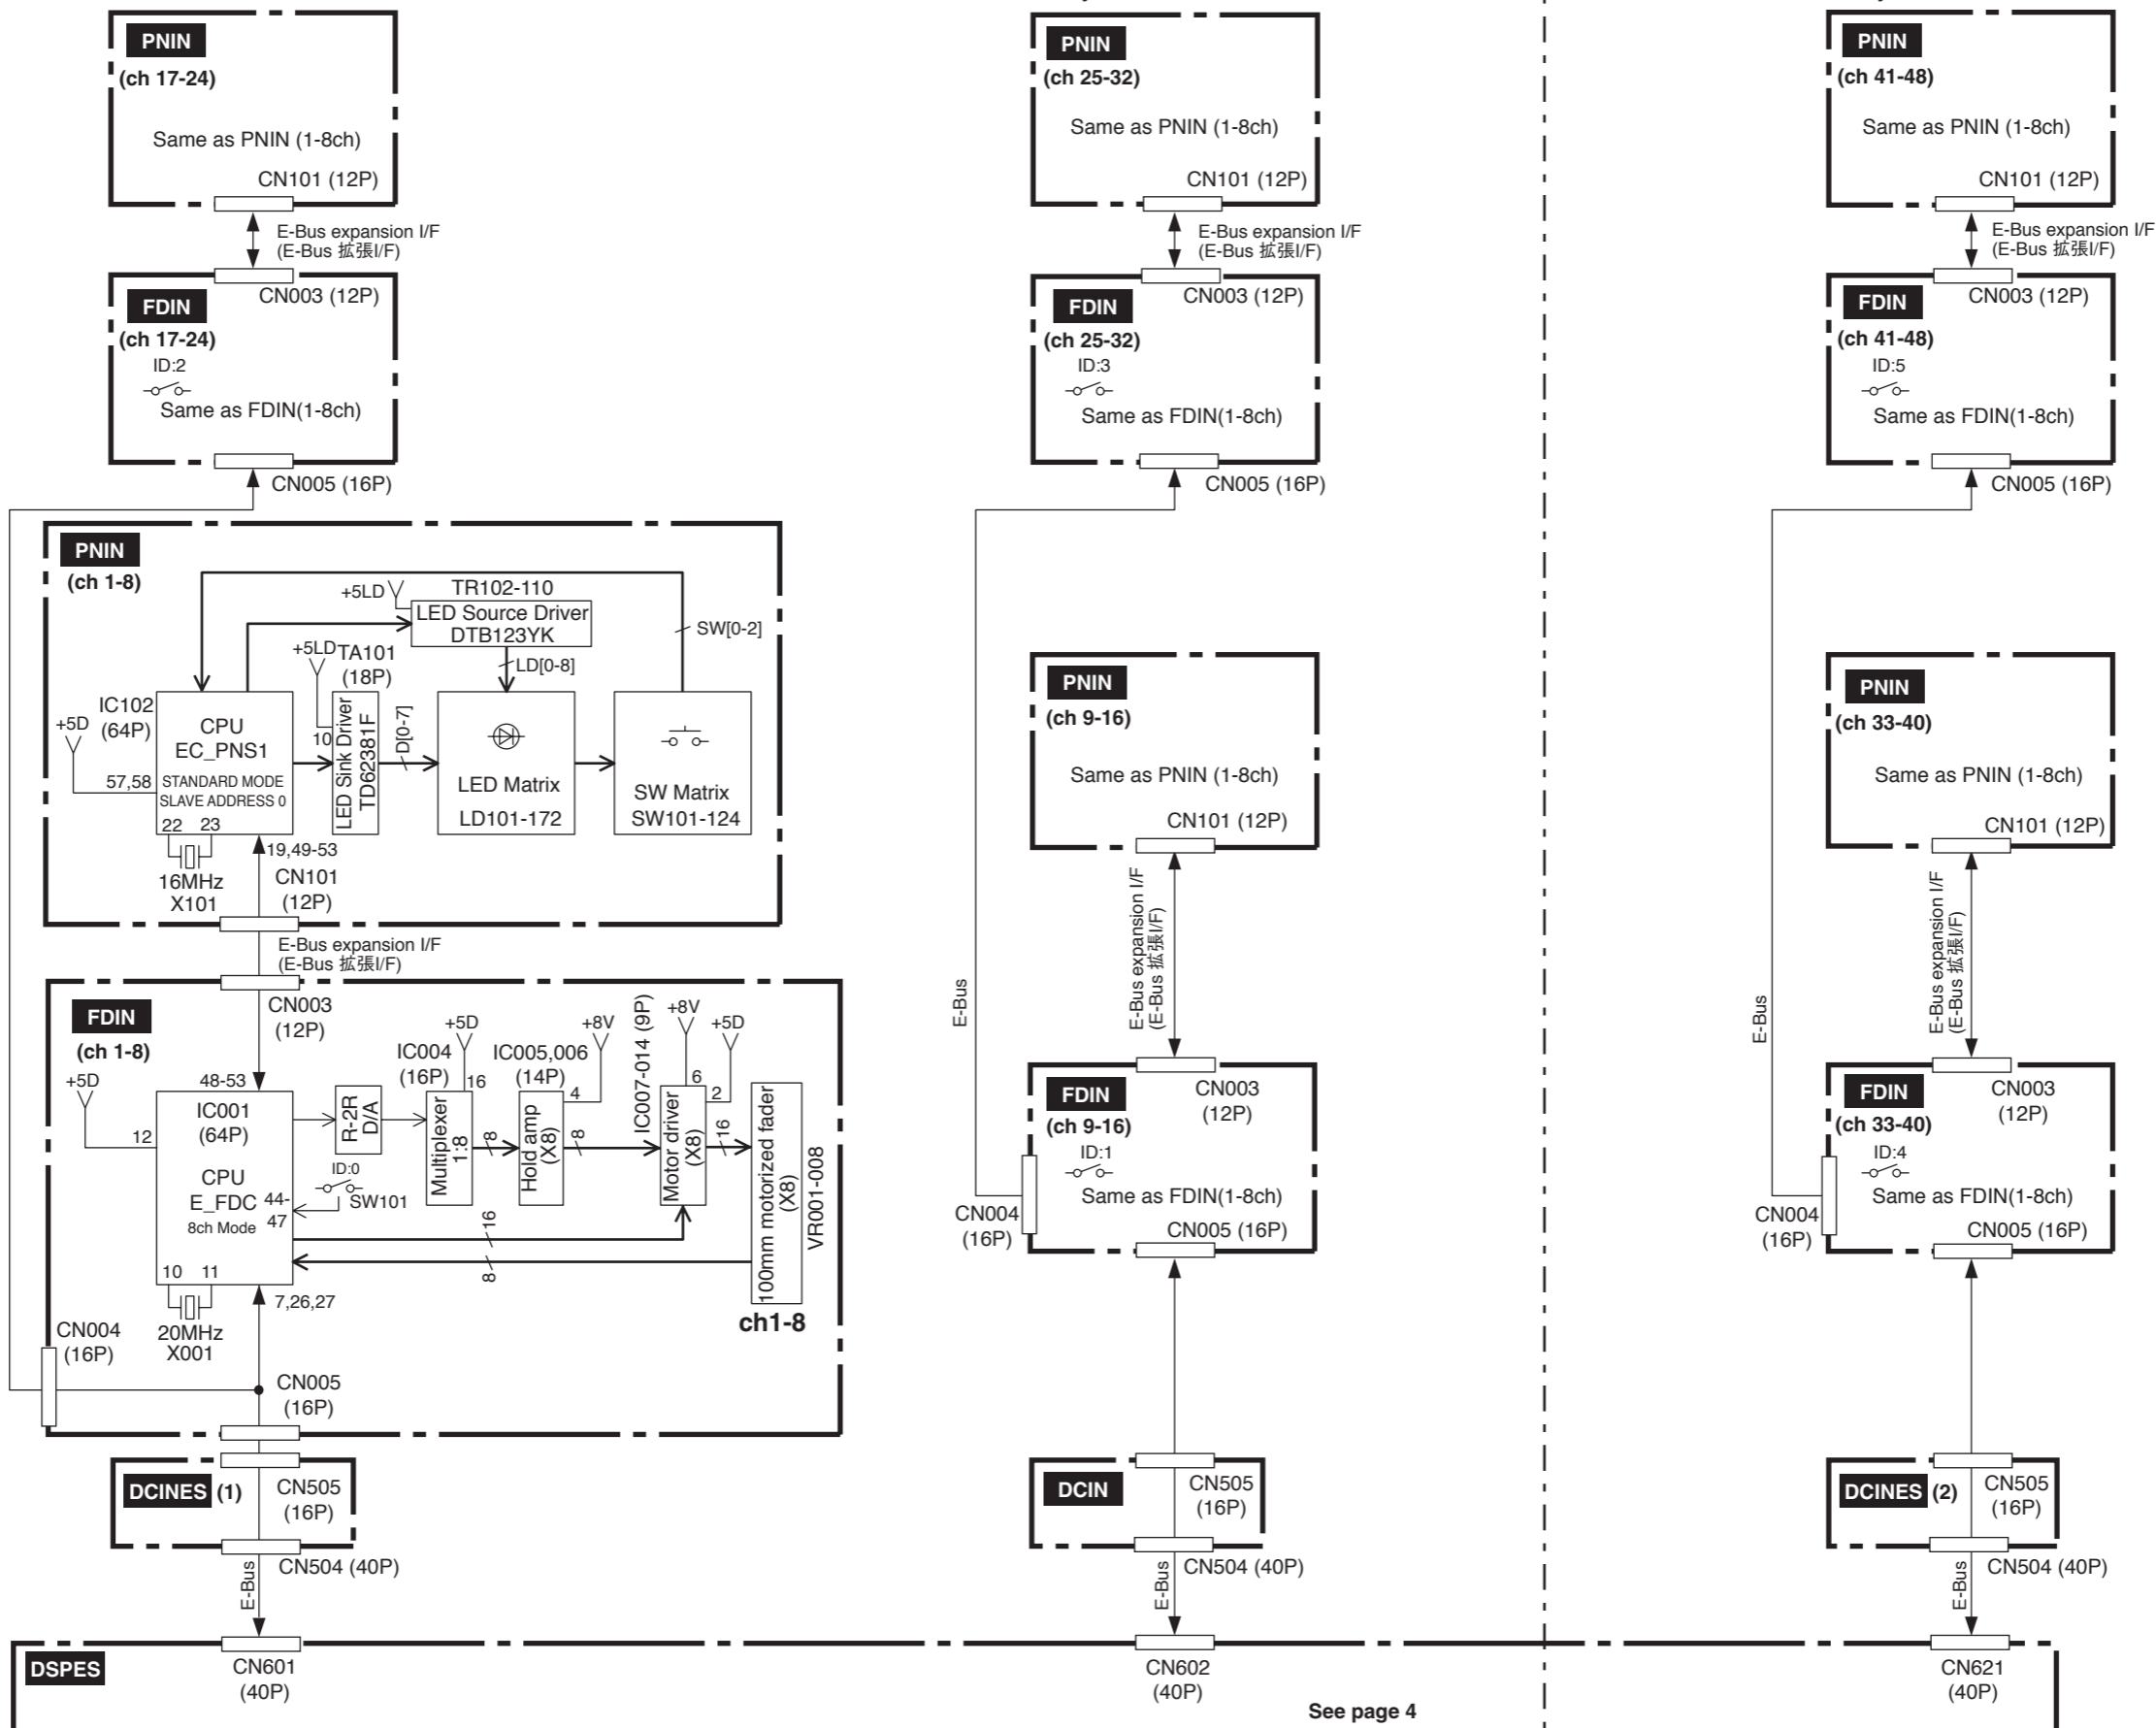 PNIN
(ch 17-24)
Same as PNIN (1-8ch)
CN101 (12P)
E-Bus expansion I/F
(E-Bus 拡張I/F)
CN003 (12P)
FDIN
(ch 17-24)
ID:2
Same as FDIN(1-8ch)
CN005 (16P)
PNIN
(ch 1-8)
+5LD
TR102-110
LED Source Driver
DTB123YK
SW[0-2]
LD[0-8]
+5LD
TA101
(18P)
10
LED Sink Driver
TD62381F
D[0-7]
IC102
(64P)
+5D
57,58
CPU
EC_PNS1
STANDARD MODE
SLAVE ADDRESS 0
22
23
LED Matrix
LD101-172
SW Matrix
SW101-124
16MHz
X101
19,49-53
CN101
(12P)
E-Bus expansion I/F
(E-Bus 拡張I/F)
CN003
(12P)
FDIN
(ch 1-8)
+5D
12
48-53
IC001
(64P)
CPU
E_FDC
8ch Mode
44-
47
10
11
R-2R
D/A
ID:0
SW101
IC004
(16P)
+5D
16
Multiplexer
1:8
8
IC005,006
(14P)
+8V
4
Hold amp
(X8)
8
IC007-014 (9P)
+8V
+5D
6
2
Motor driver
(X8)
16
100mm motorized fader
(X8)
VR001-008
16
8
ch1-8
7,26,27
20MHz
X001
CN004
(16P)
CN005
(16P)
DCINES (1)
CN505
(16P)
CN504 (40P)
E-Bus
PNIN
(ch 25-32)
Same as PNIN (1-8ch)
CN101 (12P)
E-Bus expansion I/F
(E-Bus 拡張I/F)
CN003 (12P)
FDIN
(ch 25-32)
ID:3
Same as FDIN(1-8ch)
CN005 (16P)
E-Bus
PNIN
(ch 9-16)
Same as PNIN (1-8ch)
CN101 (12P)
E-Bus expansion I/F
(E-Bus 拡張I/F)
CN003
(12P)
FDIN
(ch 9-16)
ID:1
Same as FDIN(1-8ch)
CN004
(16P)
CN005 (16P)
DCIN
CN505
(16P)
CN504 (40P)
E-Bus
PNIN
(ch 41-48)
Same as PNIN (1-8ch)
CN101 (12P)
E-Bus expansion I/F
(E-Bus 拡張I/F)
CN003 (12P)
FDIN
(ch 41-48)
ID:5
Same as FDIN(1-8ch)
CN005 (16P)
E-Bus
PNIN
(ch 33-40)
Same as PNIN (1-8ch)
CN101 (12P)
E-Bus expansion I/F
(E-Bus 拡張I/F)
CN003
(12P)
FDIN
(ch 33-40)
ID:4
Same as FDIN(1-8ch)
CN004
(16P)
CN005 (16P)
DCINES (2)
CN505
(16P)
CN504 (40P)
E-Bus
DSPES
CN601
(40P)
CN602
(40P)
CN621
(40P)
See page 4